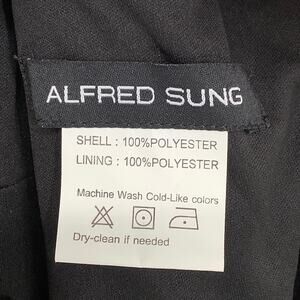 ALFRED SUNG
SHELL : 100%POLYESTER
LINING : 100%POLYESTER
Machine Wash Cold-Like colors
Dry-clean if needed